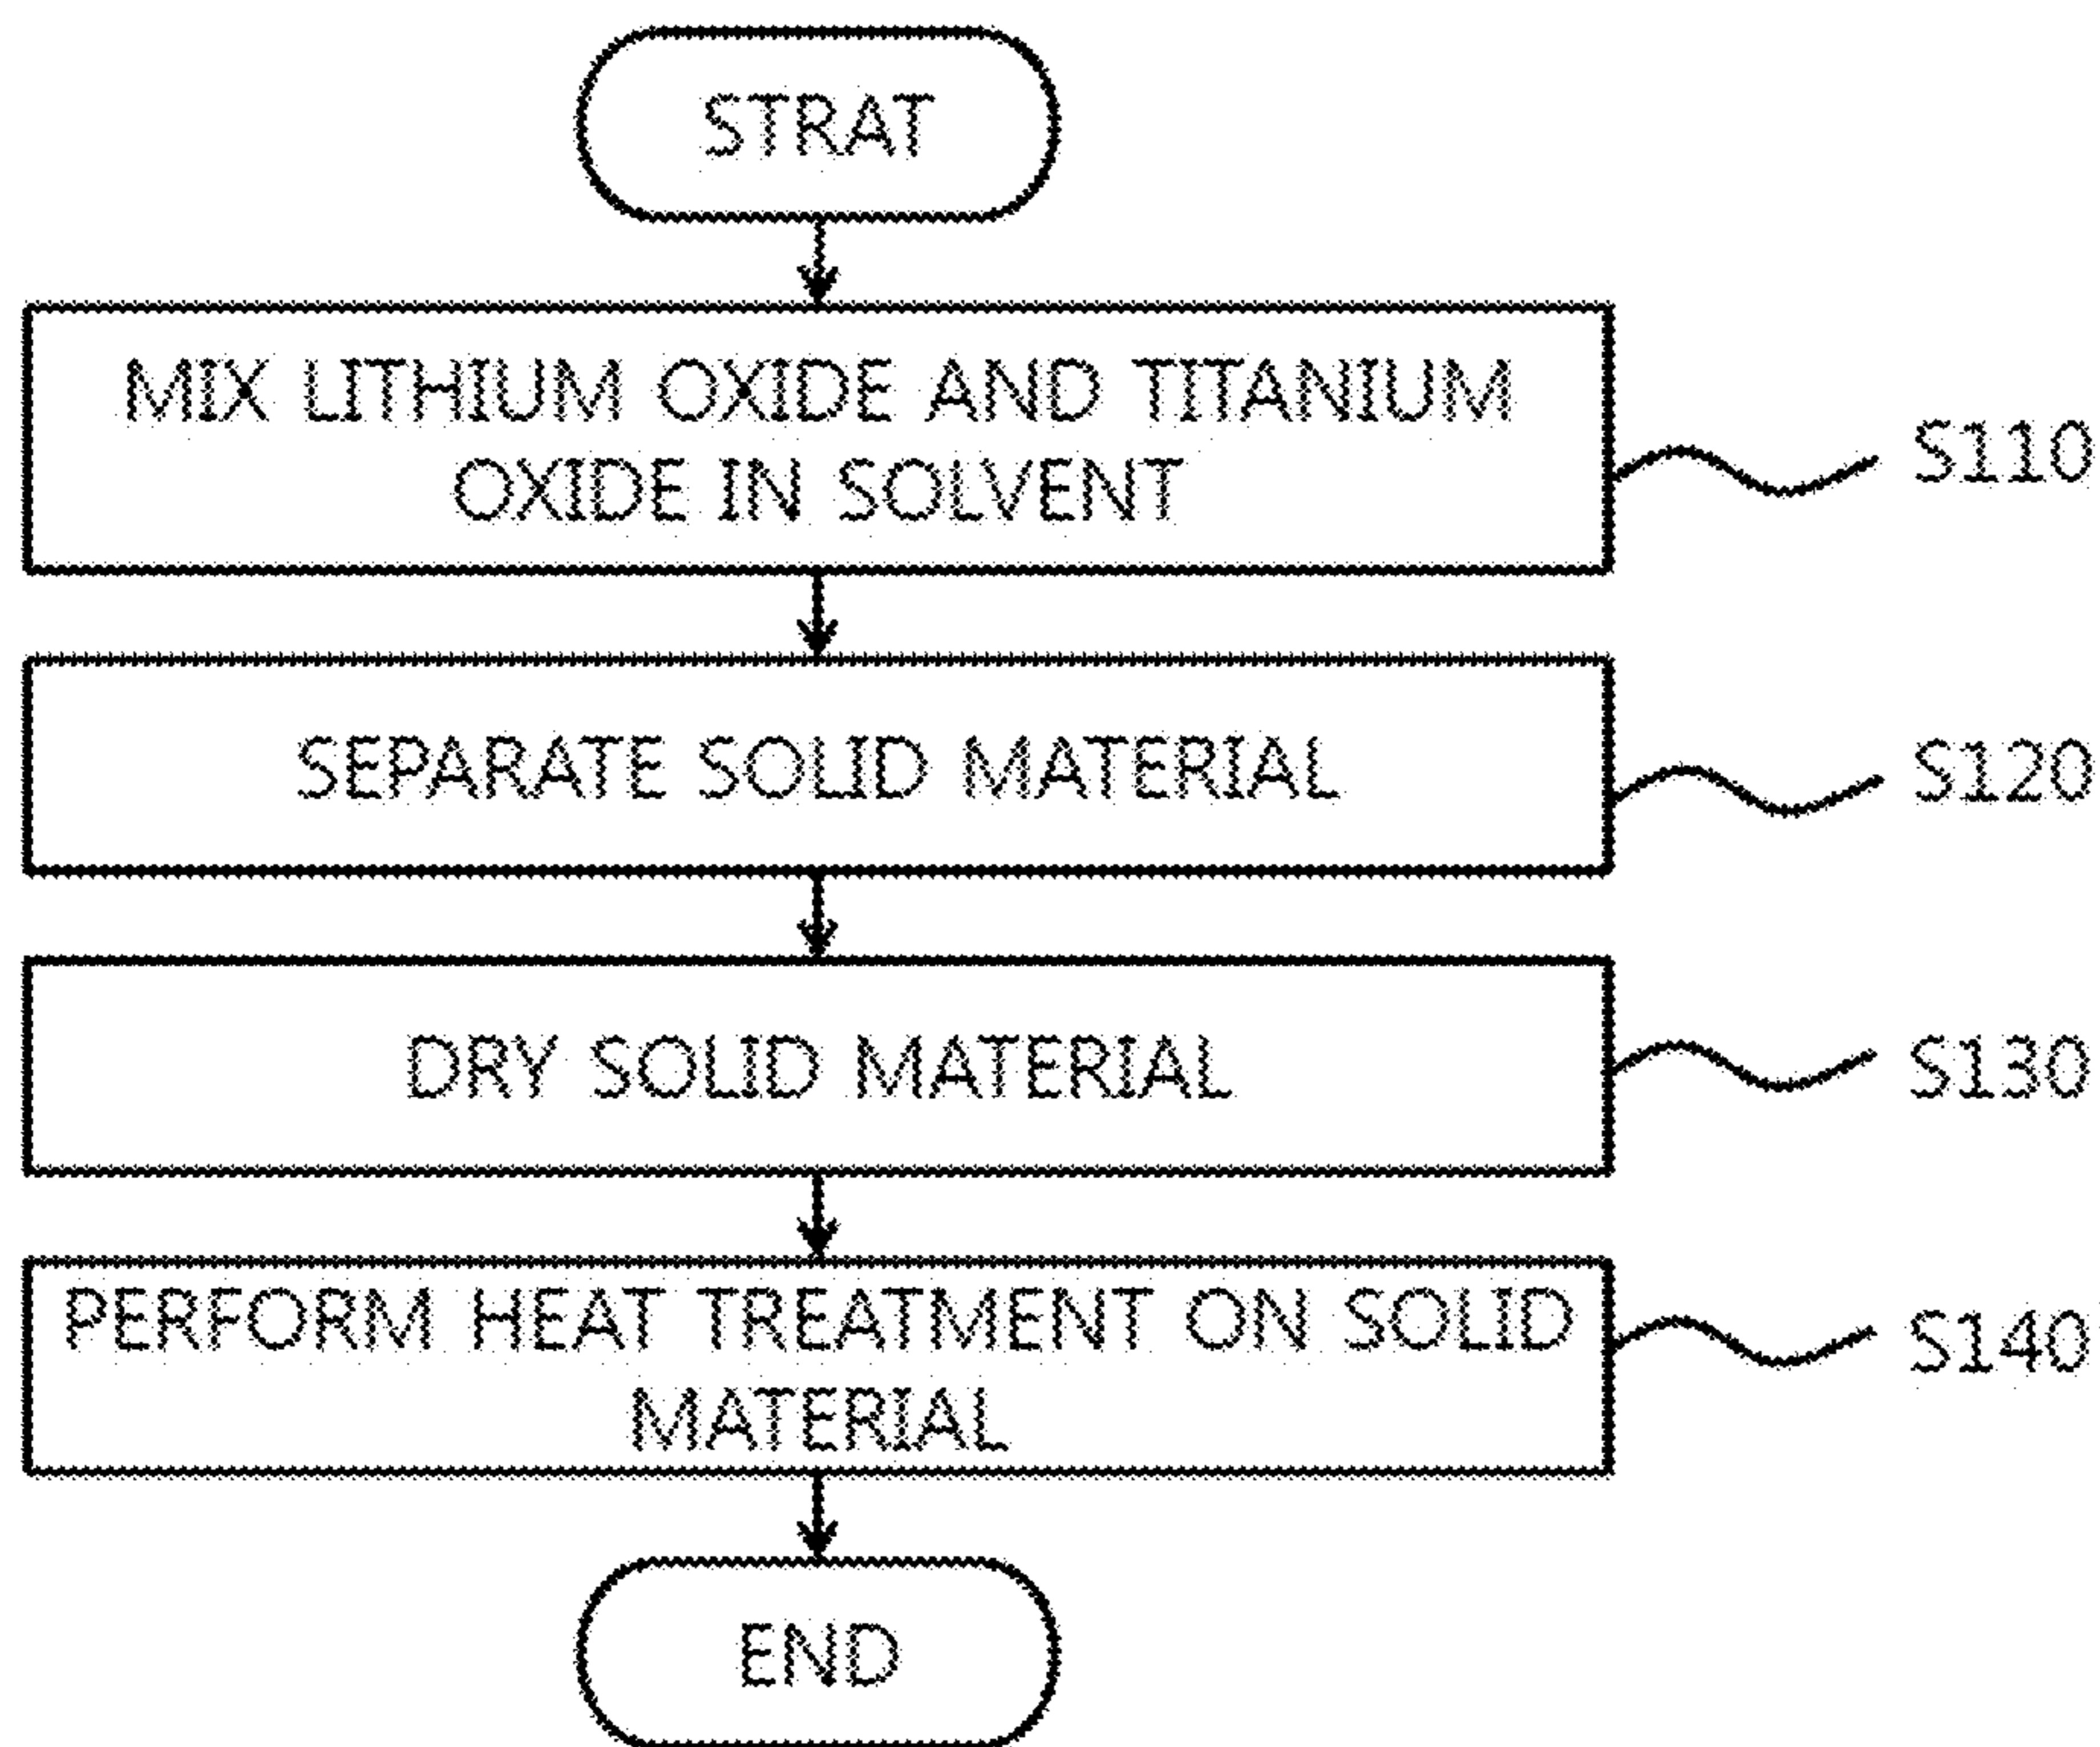 STRAT
MIX LITHIUM OXIDE AND TITANIUM
OXIDE IN SOLVENT
S110
SEPARATE SOLID MATERIAL
S120
DRY SOLID MATERIAL
S130
PERFORM HEAT TREATMENT ON SOLID
MATERIAL
S140
END